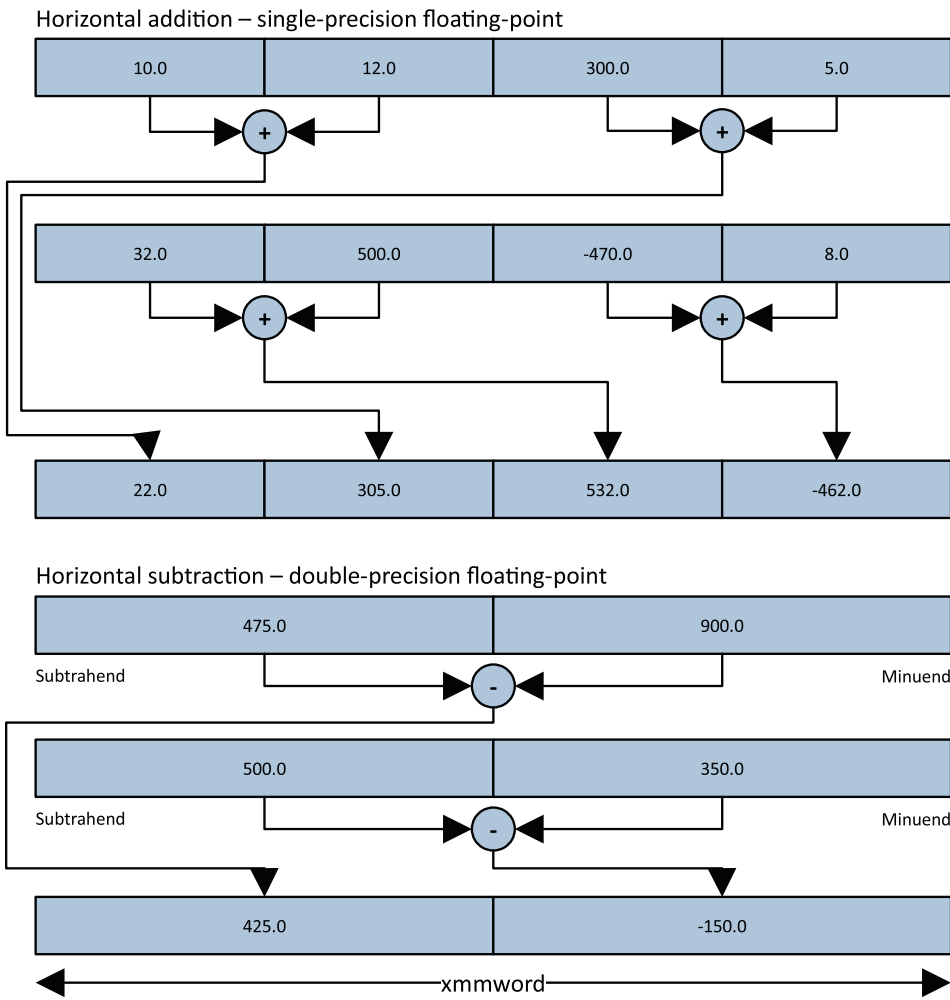 Horizontal addition – single-precision floating-point
10.0 12.0 300.0 5.0
+ +
32.0 500.0 -470.0 8.0
+ +
22.0 305.0 532.0 -462.0
Horizontal subtraction – double-precision floating-point
475.0 900.0
Subtrahend - Minuend
500.0 350.0
Subtrahend - Minuend
425.0 -150.0
xmmword